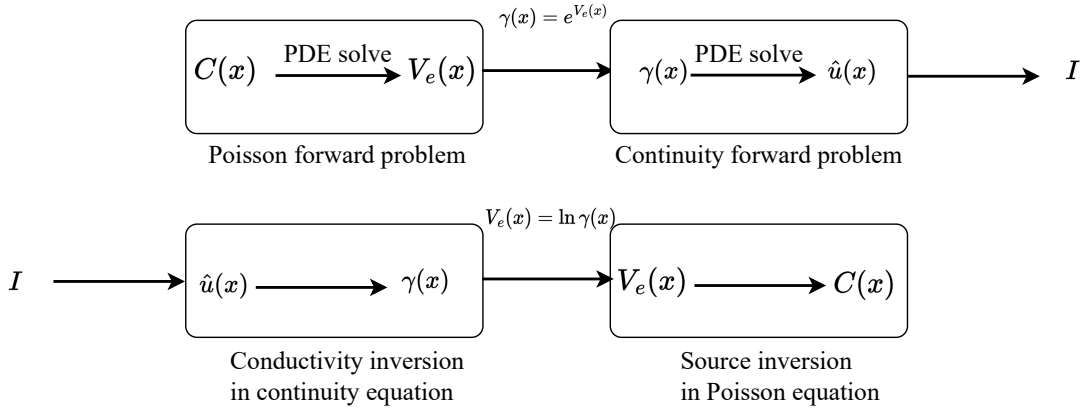 γ(x) = e^{V_e(x)}
C(x) PDE solve V_e(x) γ(x) PDE solve û(x) I
Poisson forward problem Continuity forward problem
V_e(x) = ln γ(x)
I û(x) γ(x) V_e(x) C(x)
Conductivity inversion
in continuity equation
Source inversion
in Poisson equation